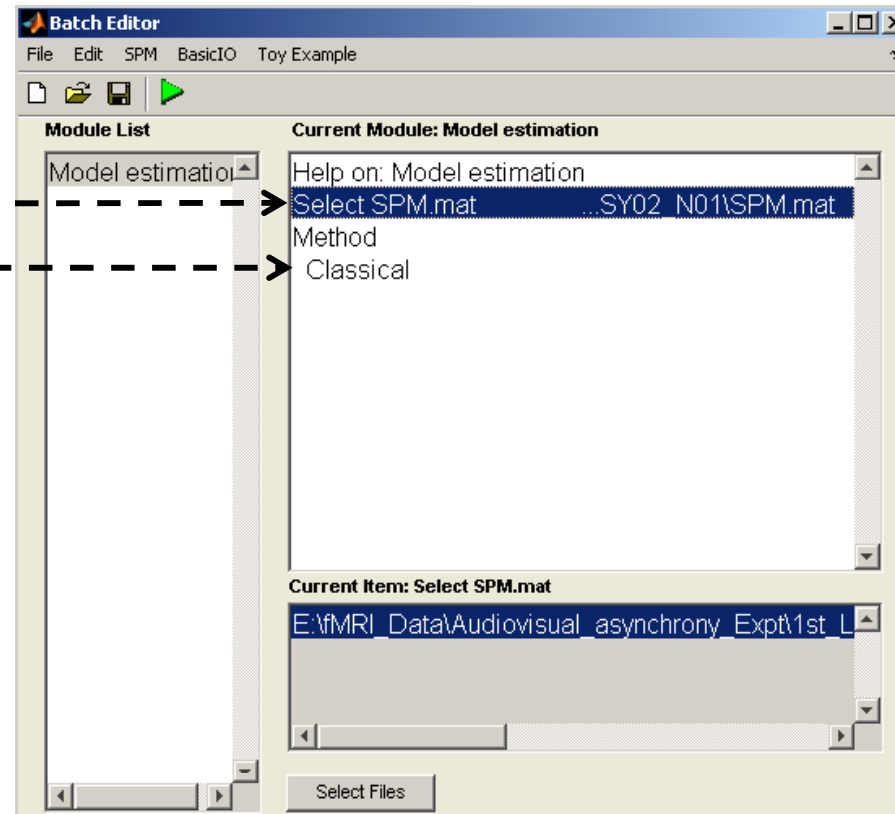 Batch Editor
File Edit SPM BasicIO Toy Example
Module List
Current Module: Model estimation
Model estimation
Help on: Model estimation
Select SPM.mat ...SY02_N01\SPM.mat
Method
Classical
Current Item: Select SPM.mat
E:\fMRI_Data\Audiovisual_asynchrony_Expt\1st_L
Select Files